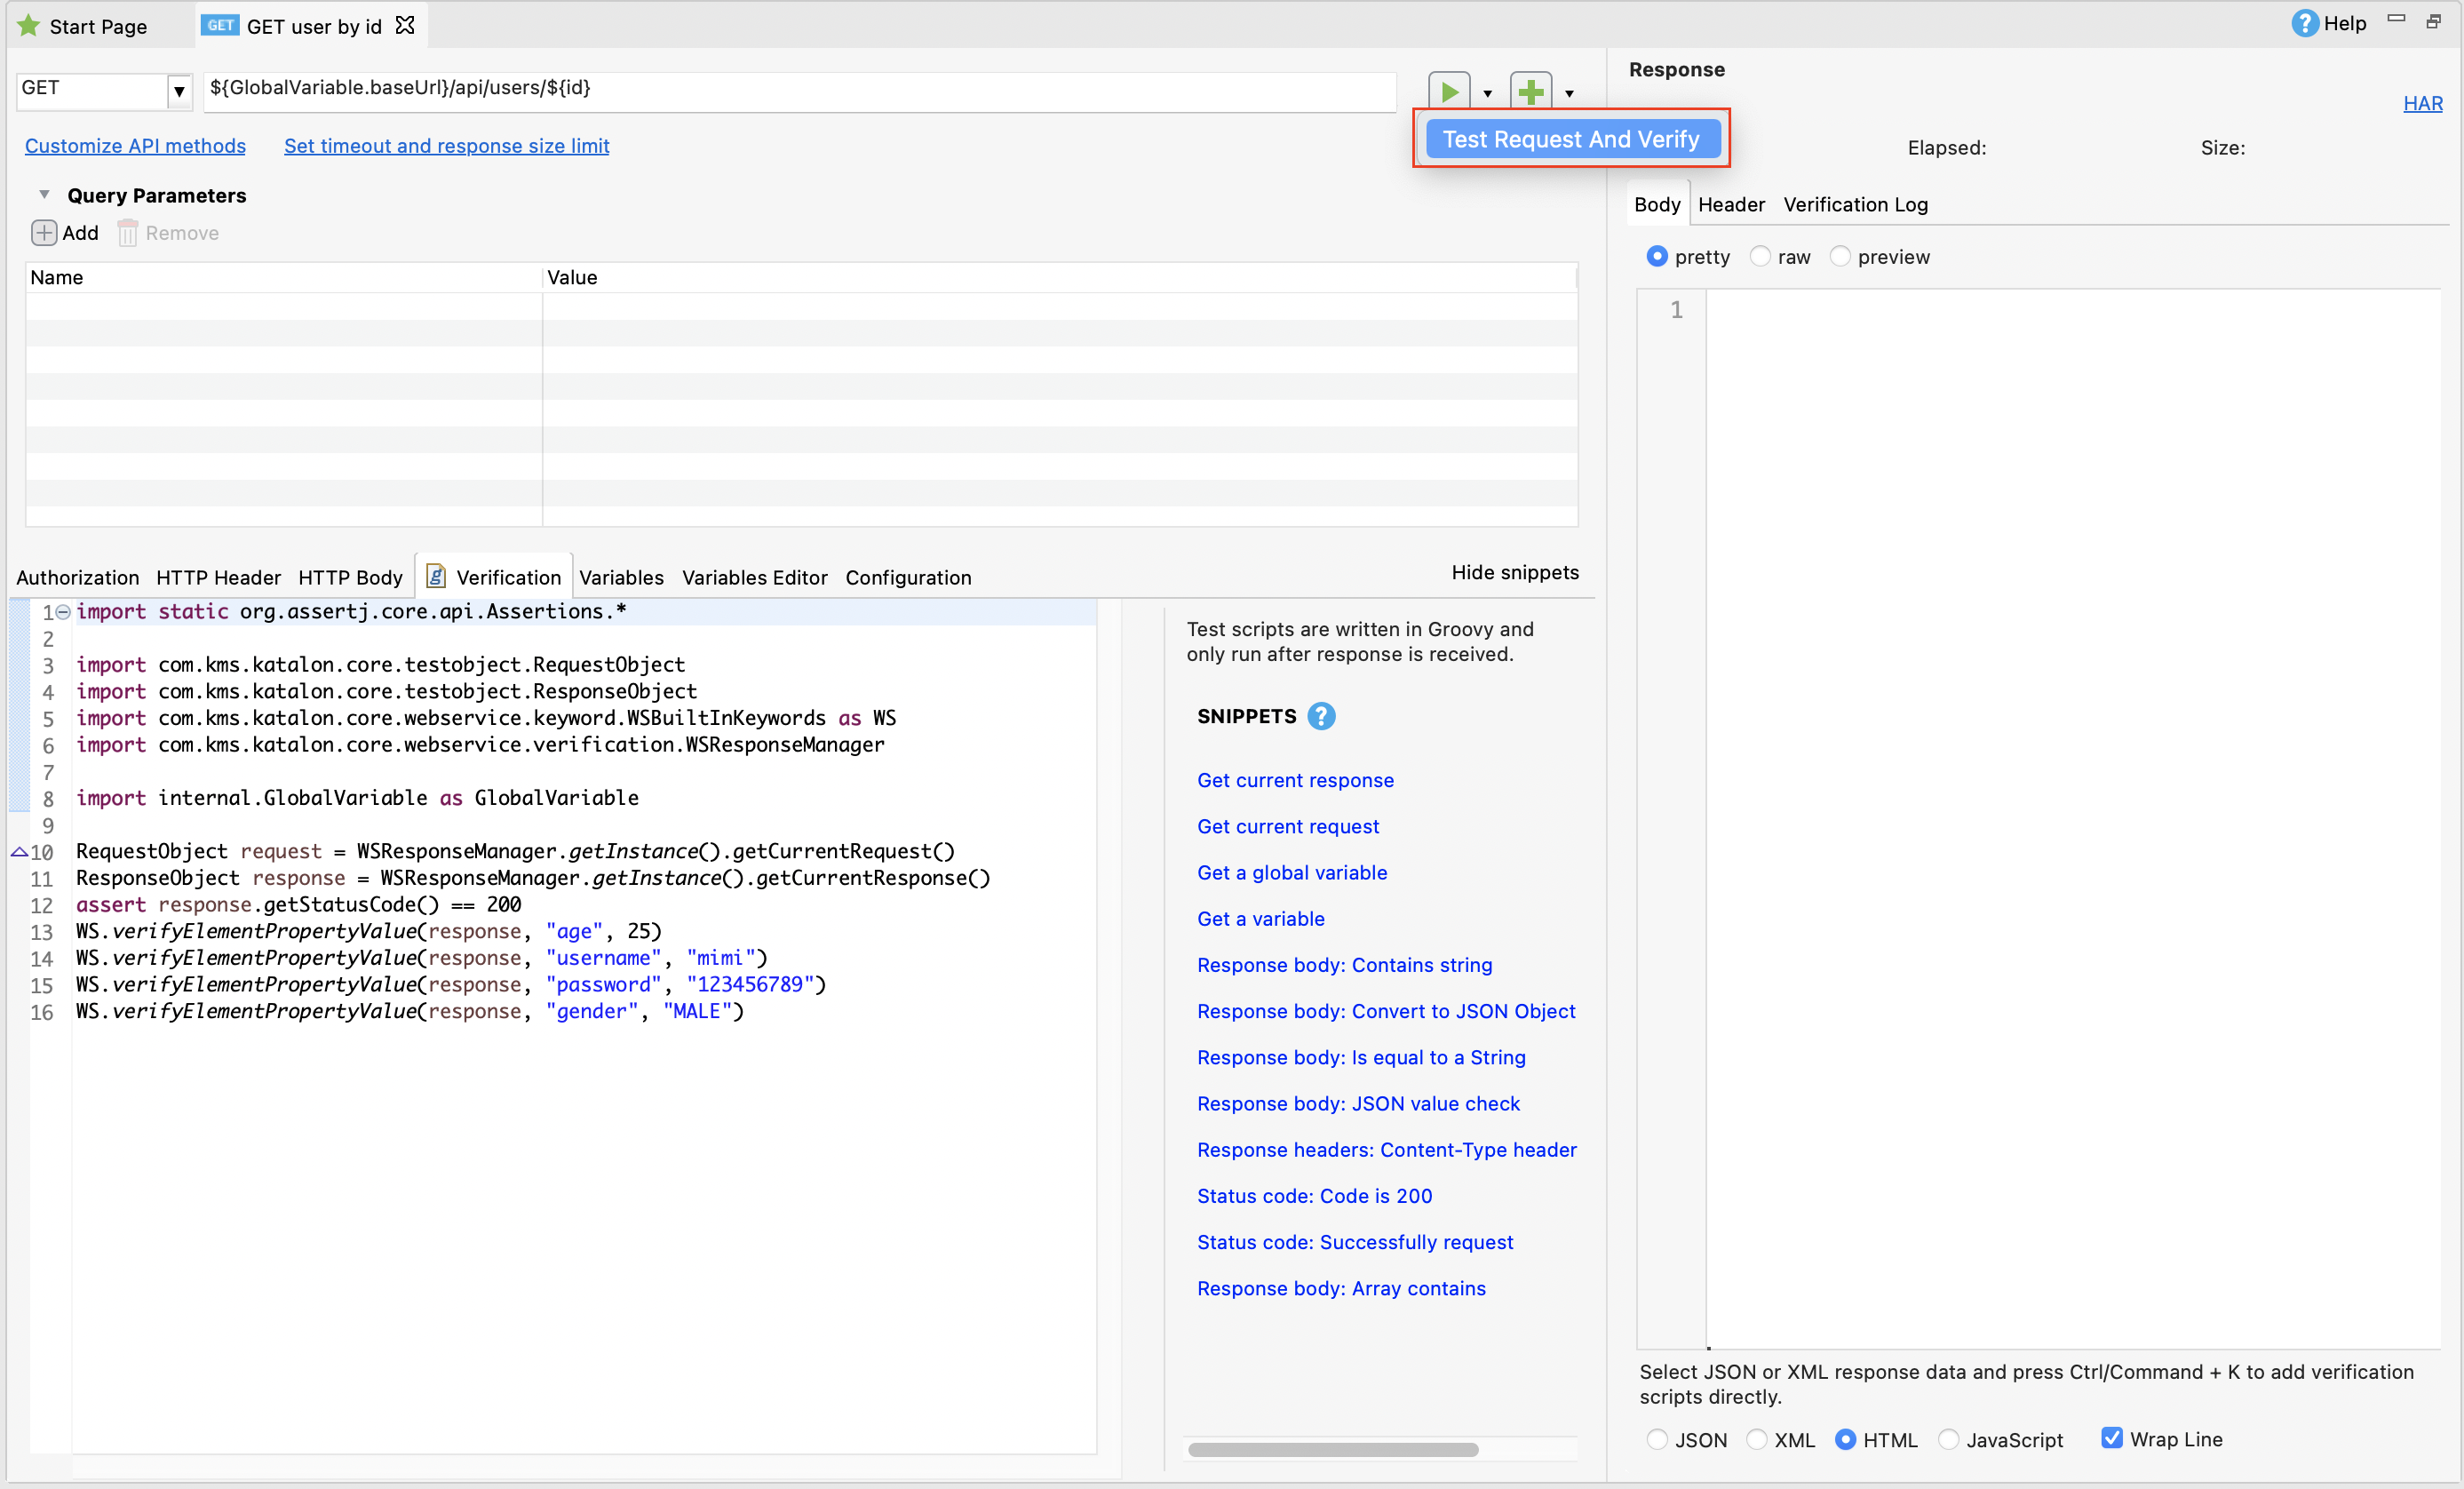 Start Page
GET GET user by id
Help
GET
${GlobalVariable.baseUrl}/api/users/${id}
Customize API methods Set timeout and response size limit
Test Request And Verify
Query Parameters
Add Remove
Name Value
Authorization HTTP Header HTTP Body Verification Variables Variables Editor Configuration
Hide snippets
1 import static org.assertj.core.api.Assertions.*
2
3 import com.kms.katalon.core.testobject.RequestObject
4 import com.kms.katalon.core.testobject.ResponseObject
5 import com.kms.katalon.core.webservice.keyword.WSBuiltInKeywords as WS
6 import com.kms.katalon.core.webservice.verification.WSResponseManager
7
8 import internal.GlobalVariable as GlobalVariable
9
10 RequestObject request = WSResponseManager.getInstance().getCurrentRequest()
11 ResponseObject response = WSResponseManager.getInstance().getCurrentResponse()
12 assert response.getStatusCode() == 200
13 WS.verifyElementPropertyValue(response, "age", 25)
14 WS.verifyElementPropertyValue(response, "username", "mimi")
15 WS.verifyElementPropertyValue(response, "password", "123456789")
16 WS.verifyElementPropertyValue(response, "gender", "MALE")
Test scripts are written in Groovy and
only run after response is received.
SNIPPETS ?
Get current response
Get current request
Get a global variable
Get a variable
Response body: Contains string
Response body: Convert to JSON Object
Response body: Is equal to a String
Response body: JSON value check
Response headers: Content-Type header
Status code: Code is 200
Status code: Successfully request
Response body: Array contains
Response
HAR
Elapsed: Size:
Body Header Verification Log
pretty raw preview
1
Select JSON or XML response data and press Ctrl/Command + K to add verification
scripts directly.
JSON XML HTML JavaScript Wrap Line